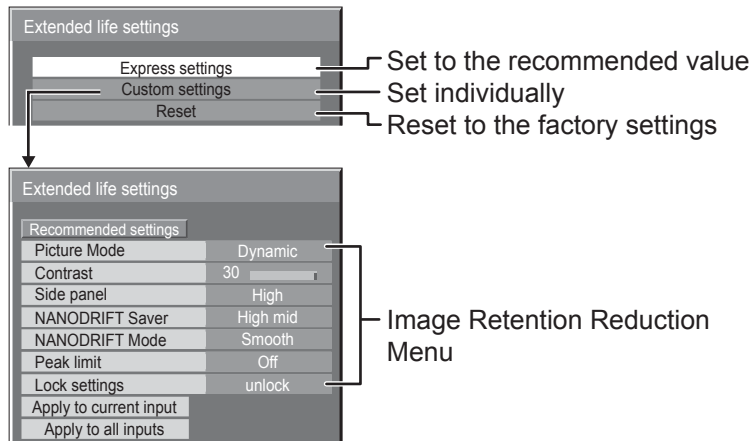 Extended life settings
Express settings
Set to the recommended value
Custom settings
Set individually
Reset
Reset to the factory settings
Extended life settings
Recommended settings
Picture Mode Dynamic
Contrast 30
Side panel High
NANODRIFT Saver High mid
NANODRIFT Mode Smooth
Peak limit Off
Lock settings unlock
Apply to current input
Apply to all inputs
Image Retention Reduction
Menu